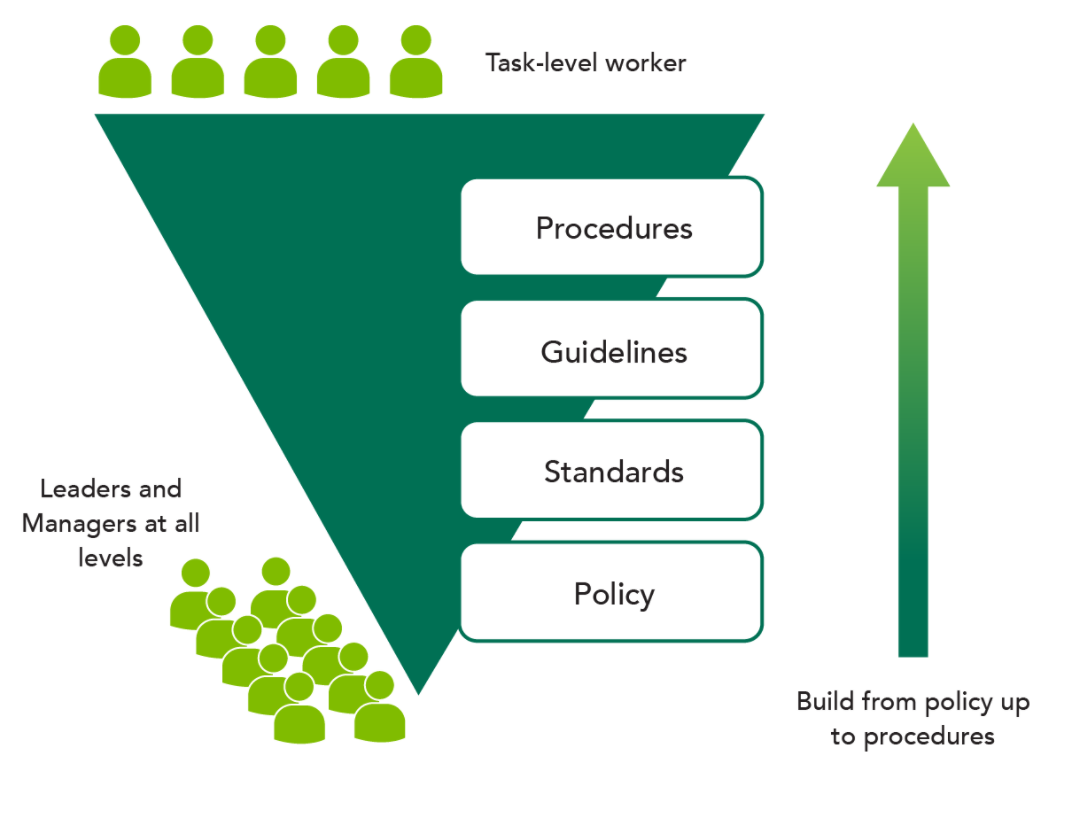 Task-level worker
Procedures
Guidelines
Standards
Policy
Leaders and
Managers at all
levels
Build from policy up
to procedures